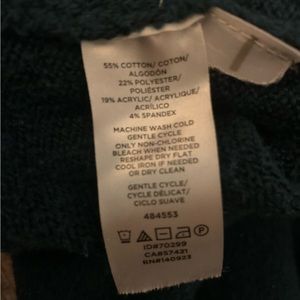 55% COTTON/ COTON/
ALGODÓN
22% POLYESTER/
POLIÉSTER
19% ACRYLIC/ ACRYLIQUE/
ACRÍLICO
4% SPANDEX
MACHINE WASH COLD
GENTLE CYCLE
ONLY NON-CHLORINE
BLEACH WHEN NEEDED
RESHAPE DRY FLAT
COOL IRON IF NEEDED
OR DRY CLEAN
GENTLE CYCLE/
CYCLE DÉLICAT/
CICLO SUAVE
484553
ID#70299
CA#57431
RN#140923